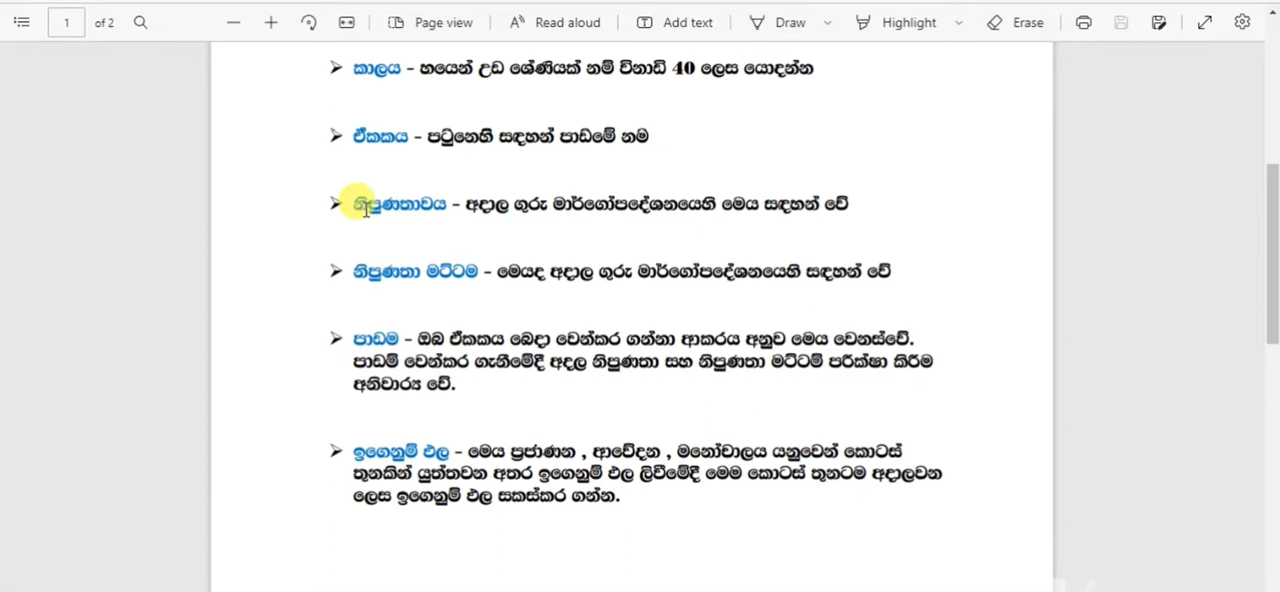 1 of 2 Page view Read aloud Add text Draw Highlight Erase
කාලය - හයෙන් උඩ ශ්‍රේණියක් නම් විනාඩි 40 ලෙස යොදන්න
ඒකකය - පටුනෙහි සඳහන් පාඩමේ නම
නිපුණතාවය - අදාල ගුරු මාර්ගෝපදේශනයෙහි මෙය සඳහන් වේ
නිපුණතා මට්ටම - මෙයද අදාල ගුරු මාර්ගෝපදේශනයෙහි සඳහන් වේ
පාඩම - ඔබ ඒකකය බෙදා වෙන්කර ගන්නා ආකරය අනුව මෙය වෙනස්වේ.
පාඩම් වෙන්කර ගැනීමේදී අදල නිපුණතා සහ නිපුණතා මට්ටම් පරීක්ෂා කිරීම
අනිවාර්‍ය වේ.
ඉගෙනුම් ඵල - මෙය ප්‍රජාණන , ආවේදන , මනෝචාලය යනුවෙන් කොටස්
තුනකින් යුත්තවන අතර ඉගෙනුම් ඵල ලිවීමේදී මෙම කොටස් තුනටම අදාලවන
ලෙස ඉගෙනුම් ඵල සකස්කර ගන්න.